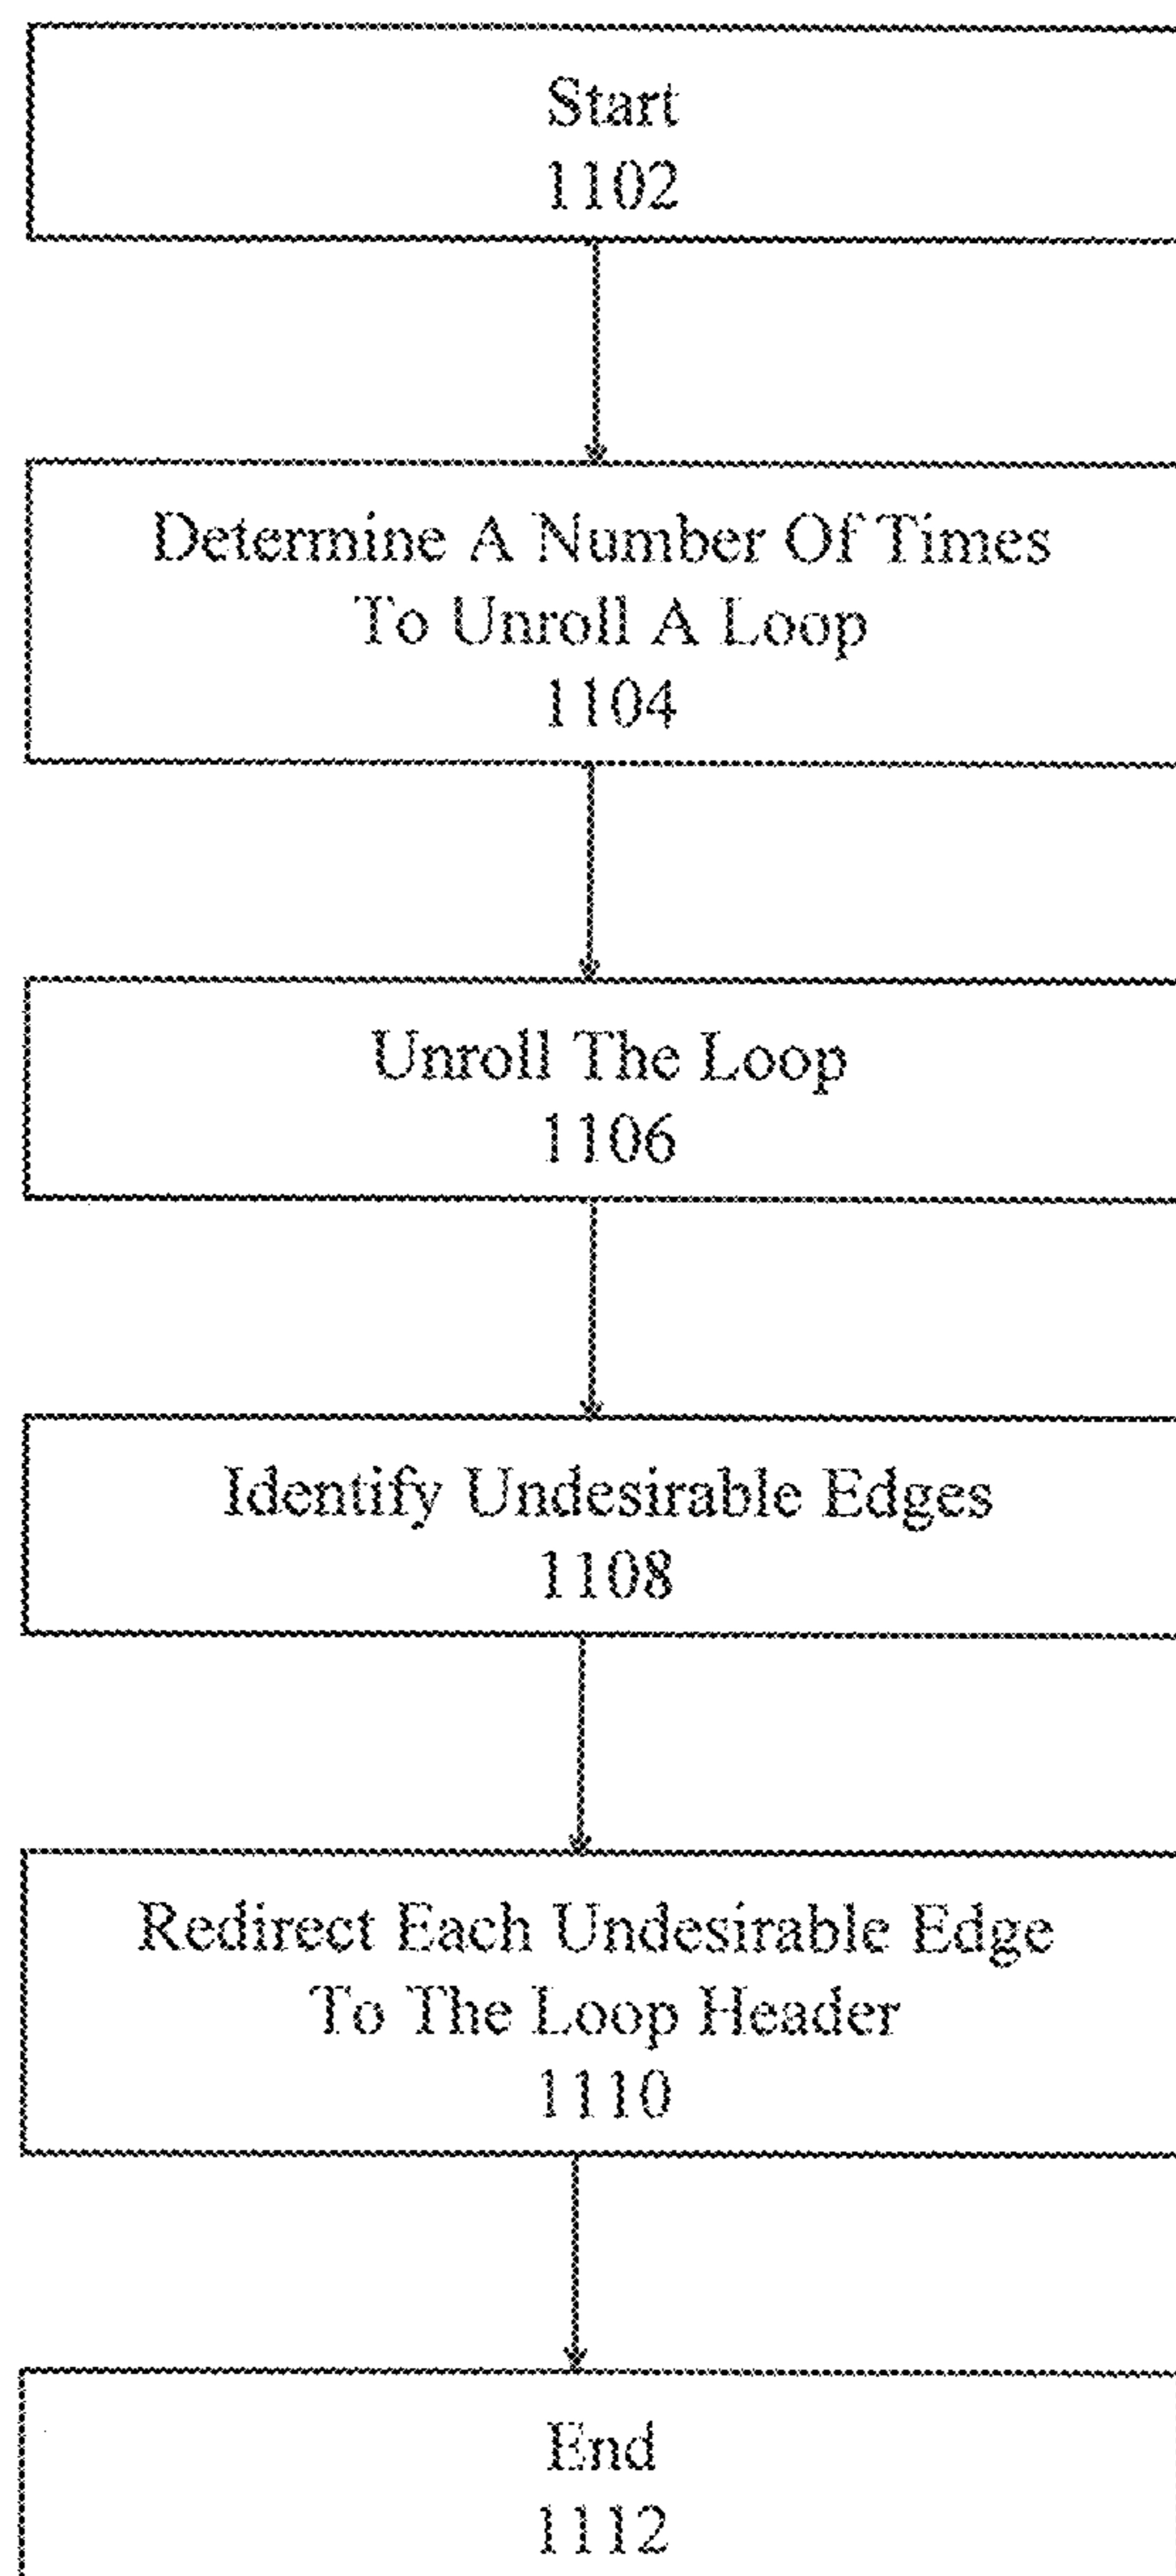 Start
1102
Determine A Number Of Times
To Unroll A Loop
1104
Unroll The Loop
1106
Identify Undesirable Edges
1108
Redirect Each Undesirable Edge
To The Loop Header
1110
End
1112